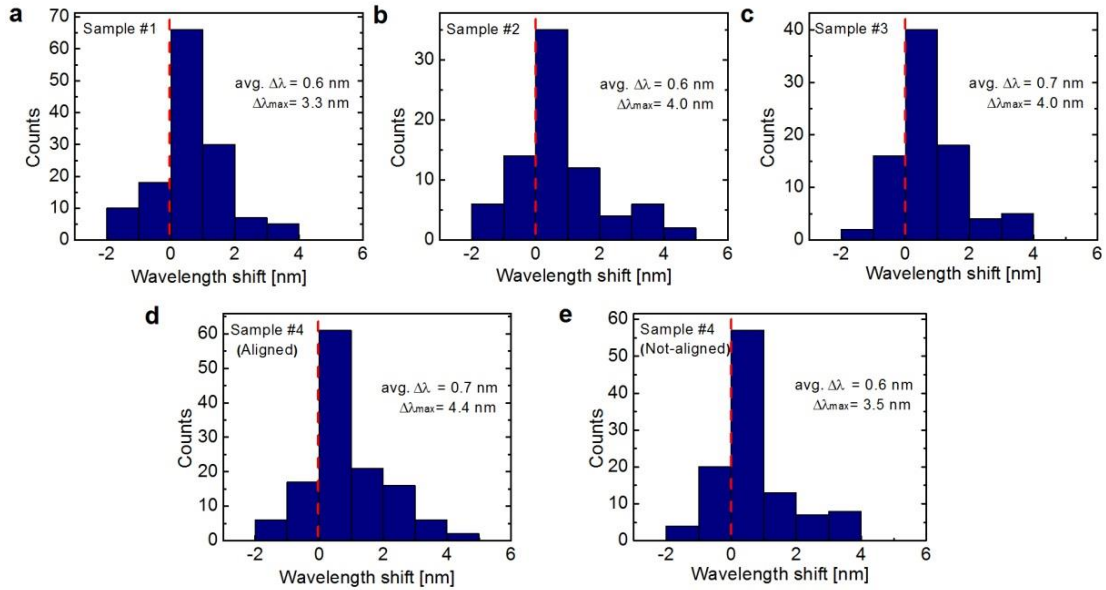 a
Sample #1
avg. Δλ = 0.6 nm
Δλmax= 3.3 nm
Counts
70
60
50
40
30
20
10
0
-2 0 2 4 6
Wavelength shift [nm]
b
Sample #2
avg. Δλ = 0.6 nm
Δλmax= 4.0 nm
Counts
30
20
10
0
-2 0 2 4 6
Wavelength shift [nm]
c
Sample #3
avg. Δλ = 0.7 nm
Δλmax= 4.0 nm
Counts
40
30
20
10
0
-2 0 2 4 6
Wavelength shift [nm]
d
Sample #4
(Aligned)
avg. Δλ = 0.7 nm
Δλmax= 4.4 nm
Counts
60
50
40
30
20
10
0
-2 0 2 4 6
Wavelength shift [nm]
e
Sample #4
(Not-aligned)
avg. Δλ = 0.6 nm
Δλmax= 3.5 nm
Counts
60
50
40
30
20
10
0
-2 0 2 4 6
Wavelength shift [nm]